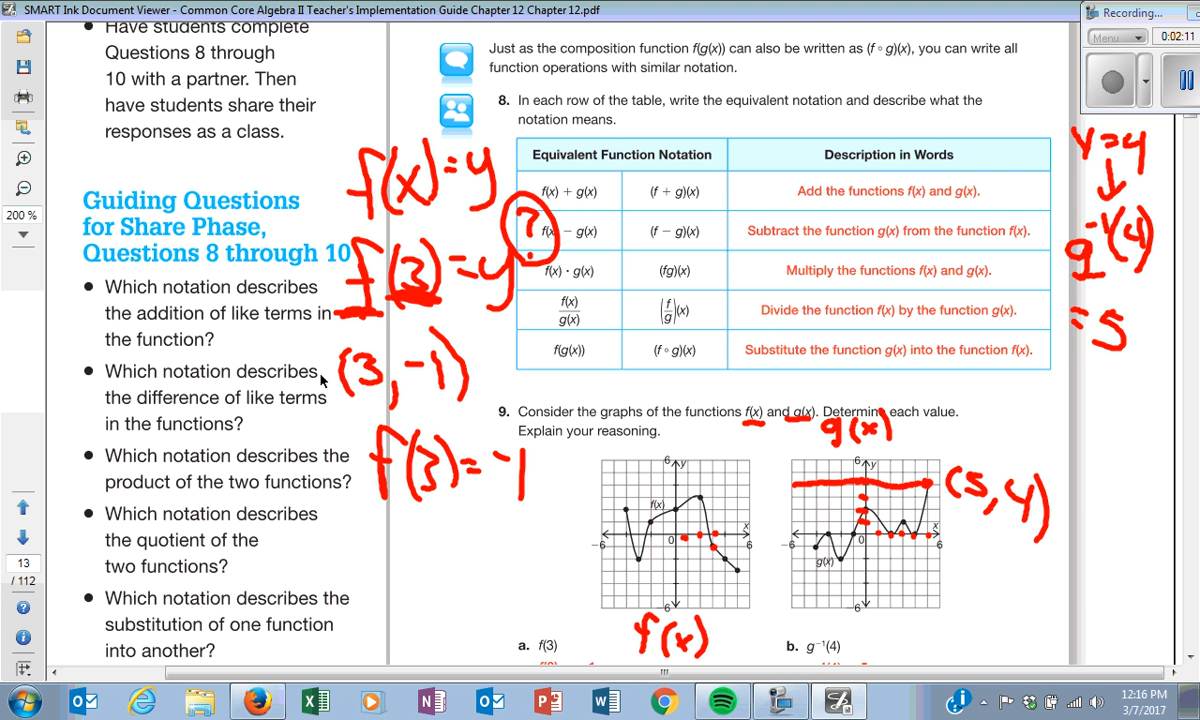 SMART Ink Document Viewer - Common Core Algebra II Teacher's Implementation Guide Chapter 12 Chapter 12.pdf
Recording...
Menu
0:02:11
200 %
13
/ 112
• Have students complete
Questions 8 through
10 with a partner. Then
have students share their
responses as a class.
Guiding Questions
for Share Phase,
Questions 8 through 10
• Which notation describes
the addition of like terms in
the function?
• Which notation describes
the difference of like terms
in the functions?
• Which notation describes the
product of the two functions?
• Which notation describes
the quotient of the
two functions?
• Which notation describes the
substitution of one function
into another?
f(x)=y
f(3)=y
?
(3,-1)
f(3)=-1
Just as the composition function f(g(x)) can also be written as (f ∘ g)(x), you can write all
function operations with similar notation.
8. In each row of the table, write the equivalent notation and describe what the
notation means.
Equivalent Function Notation Description in Words
f(x) + g(x) (f + g)(x) Add the functions f(x) and g(x).
f(x) − g(x) (f − g)(x) Subtract the function g(x) from the function f(x).
f(x) · g(x) (fg)(x) Multiply the functions f(x) and g(x).
f(x)/g(x) (f/g)(x) Divide the function f(x) by the function g(x).
f(g(x)) (f ∘ g)(x) Substitute the function g(x) into the function f(x).
y=4
g⁻¹(4)
=5
9. Consider the graphs of the functions f(x) and g(x). Determine each value.
Explain your reasoning.
g(x)
6 y
f(x)
x
−6 0 6
6
f(x)
6 y
x
−6 0 6
g(x)
−6
(5,4)
a. f(3)
b. g⁻¹(4)
12:16 PM
3/7/2017